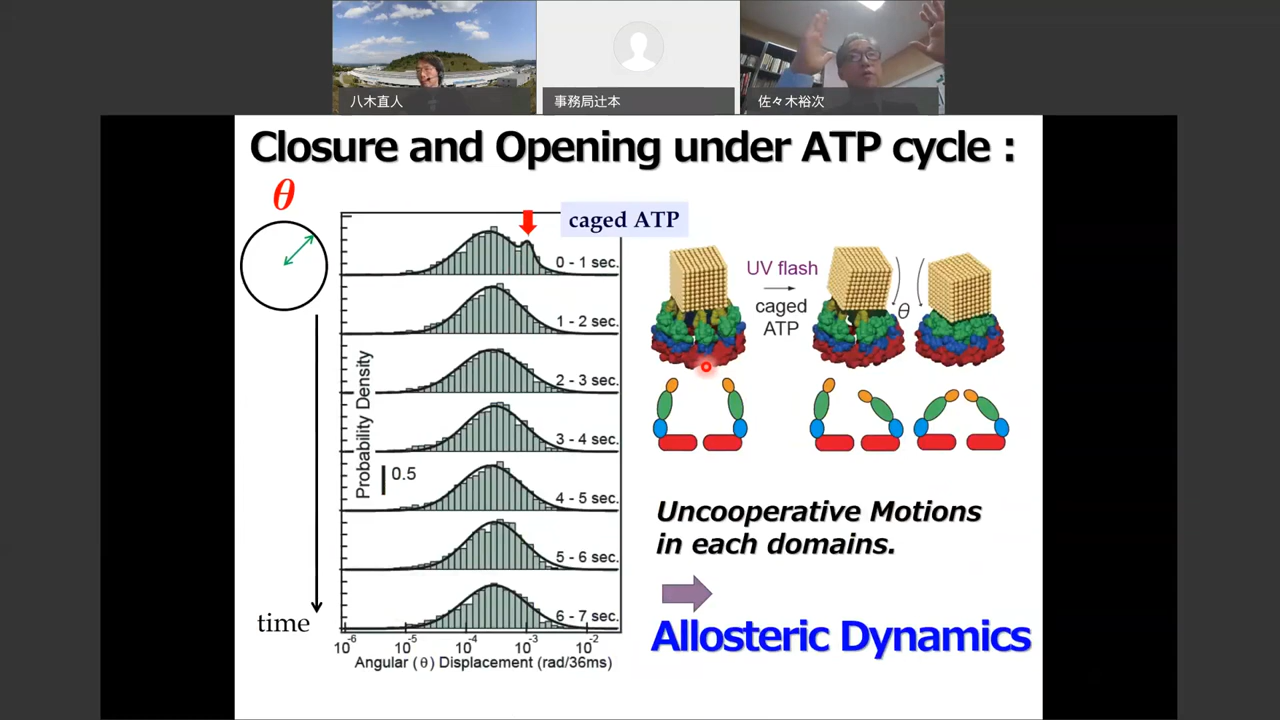 八木直人
事務局辻本
佐々木裕次
Closure and Opening under ATP cycle :
θ
caged ATP
0 - 1 sec.
1 - 2 sec.
2 - 3 sec.
3 - 4 sec.
4 - 5 sec.
5 - 6 sec.
6 - 7 sec.
Probability Density
0.5
time
10-6
10-5
10-4
10-3
10-2
Angular (θ) Displacement (rad/36ms)
UV flash
caged
ATP
θ
Uncooperative Motions
in each domains.
Allosteric Dynamics